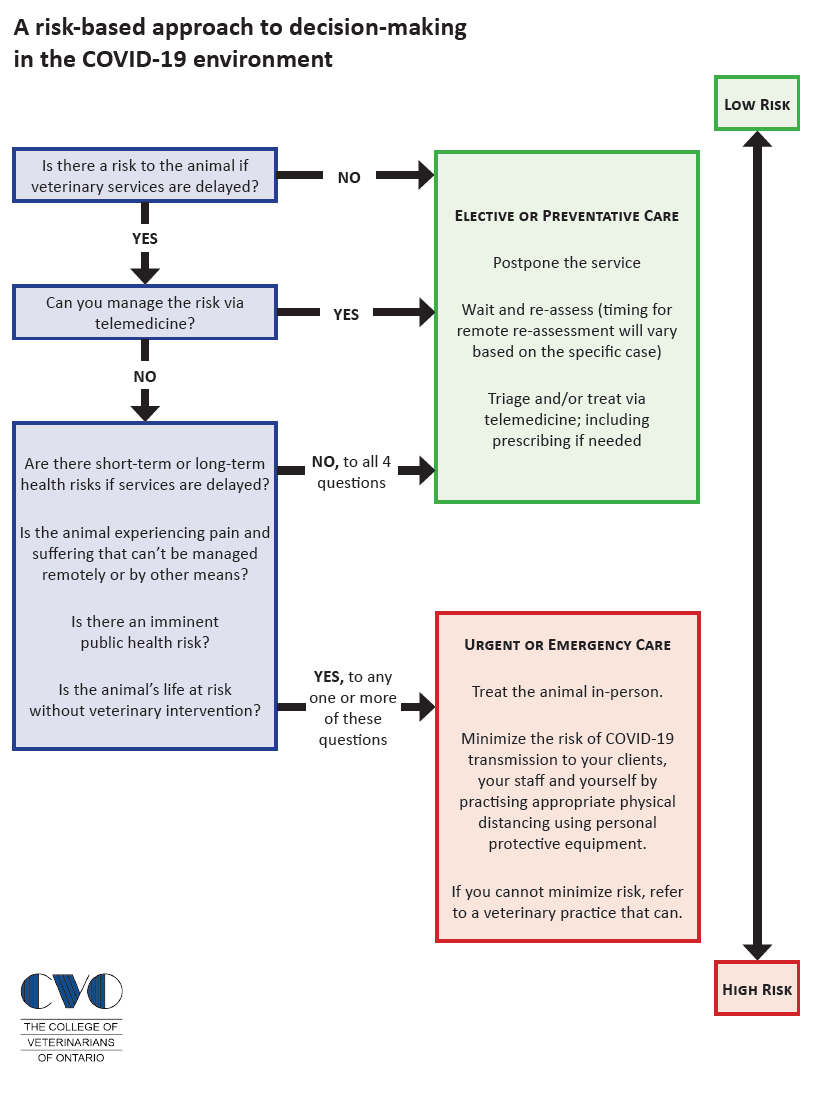 A risk-based approach to decision-making
in the COVID-19 environment
LOW RISK
Is there a risk to the animal if
veterinary services are delayed?
NO
YES
Can you manage the risk via
telemedicine?
YES
NO
ELECTIVE OR PREVENTATIVE CARE
Postpone the service
Wait and re-assess (timing for
remote re-assessment will vary
based on the specific case)
Triage and/or treat via
telemedicine; including
prescribing if needed
Are there short-term or long-term
health risks if services are delayed?
Is the animal experiencing pain and
suffering that can’t be managed
remotely or by other means?
Is there an imminent
public health risk?
Is the animal’s life at risk
without veterinary intervention?
NO, to all 4
questions
YES, to any
one or more
of these
questions
URGENT OR EMERGENCY CARE
Treat the animal in-person.
Minimize the risk of COVID-19
transmission to your clients,
your staff and yourself by
practising appropriate physical
distancing using personal
protective equipment.
If you cannot minimize risk, refer
to a veterinary practice that can.
HIGH RISK
CVO
THE COLLEGE OF
VETERINARIANS
OF ONTARIO